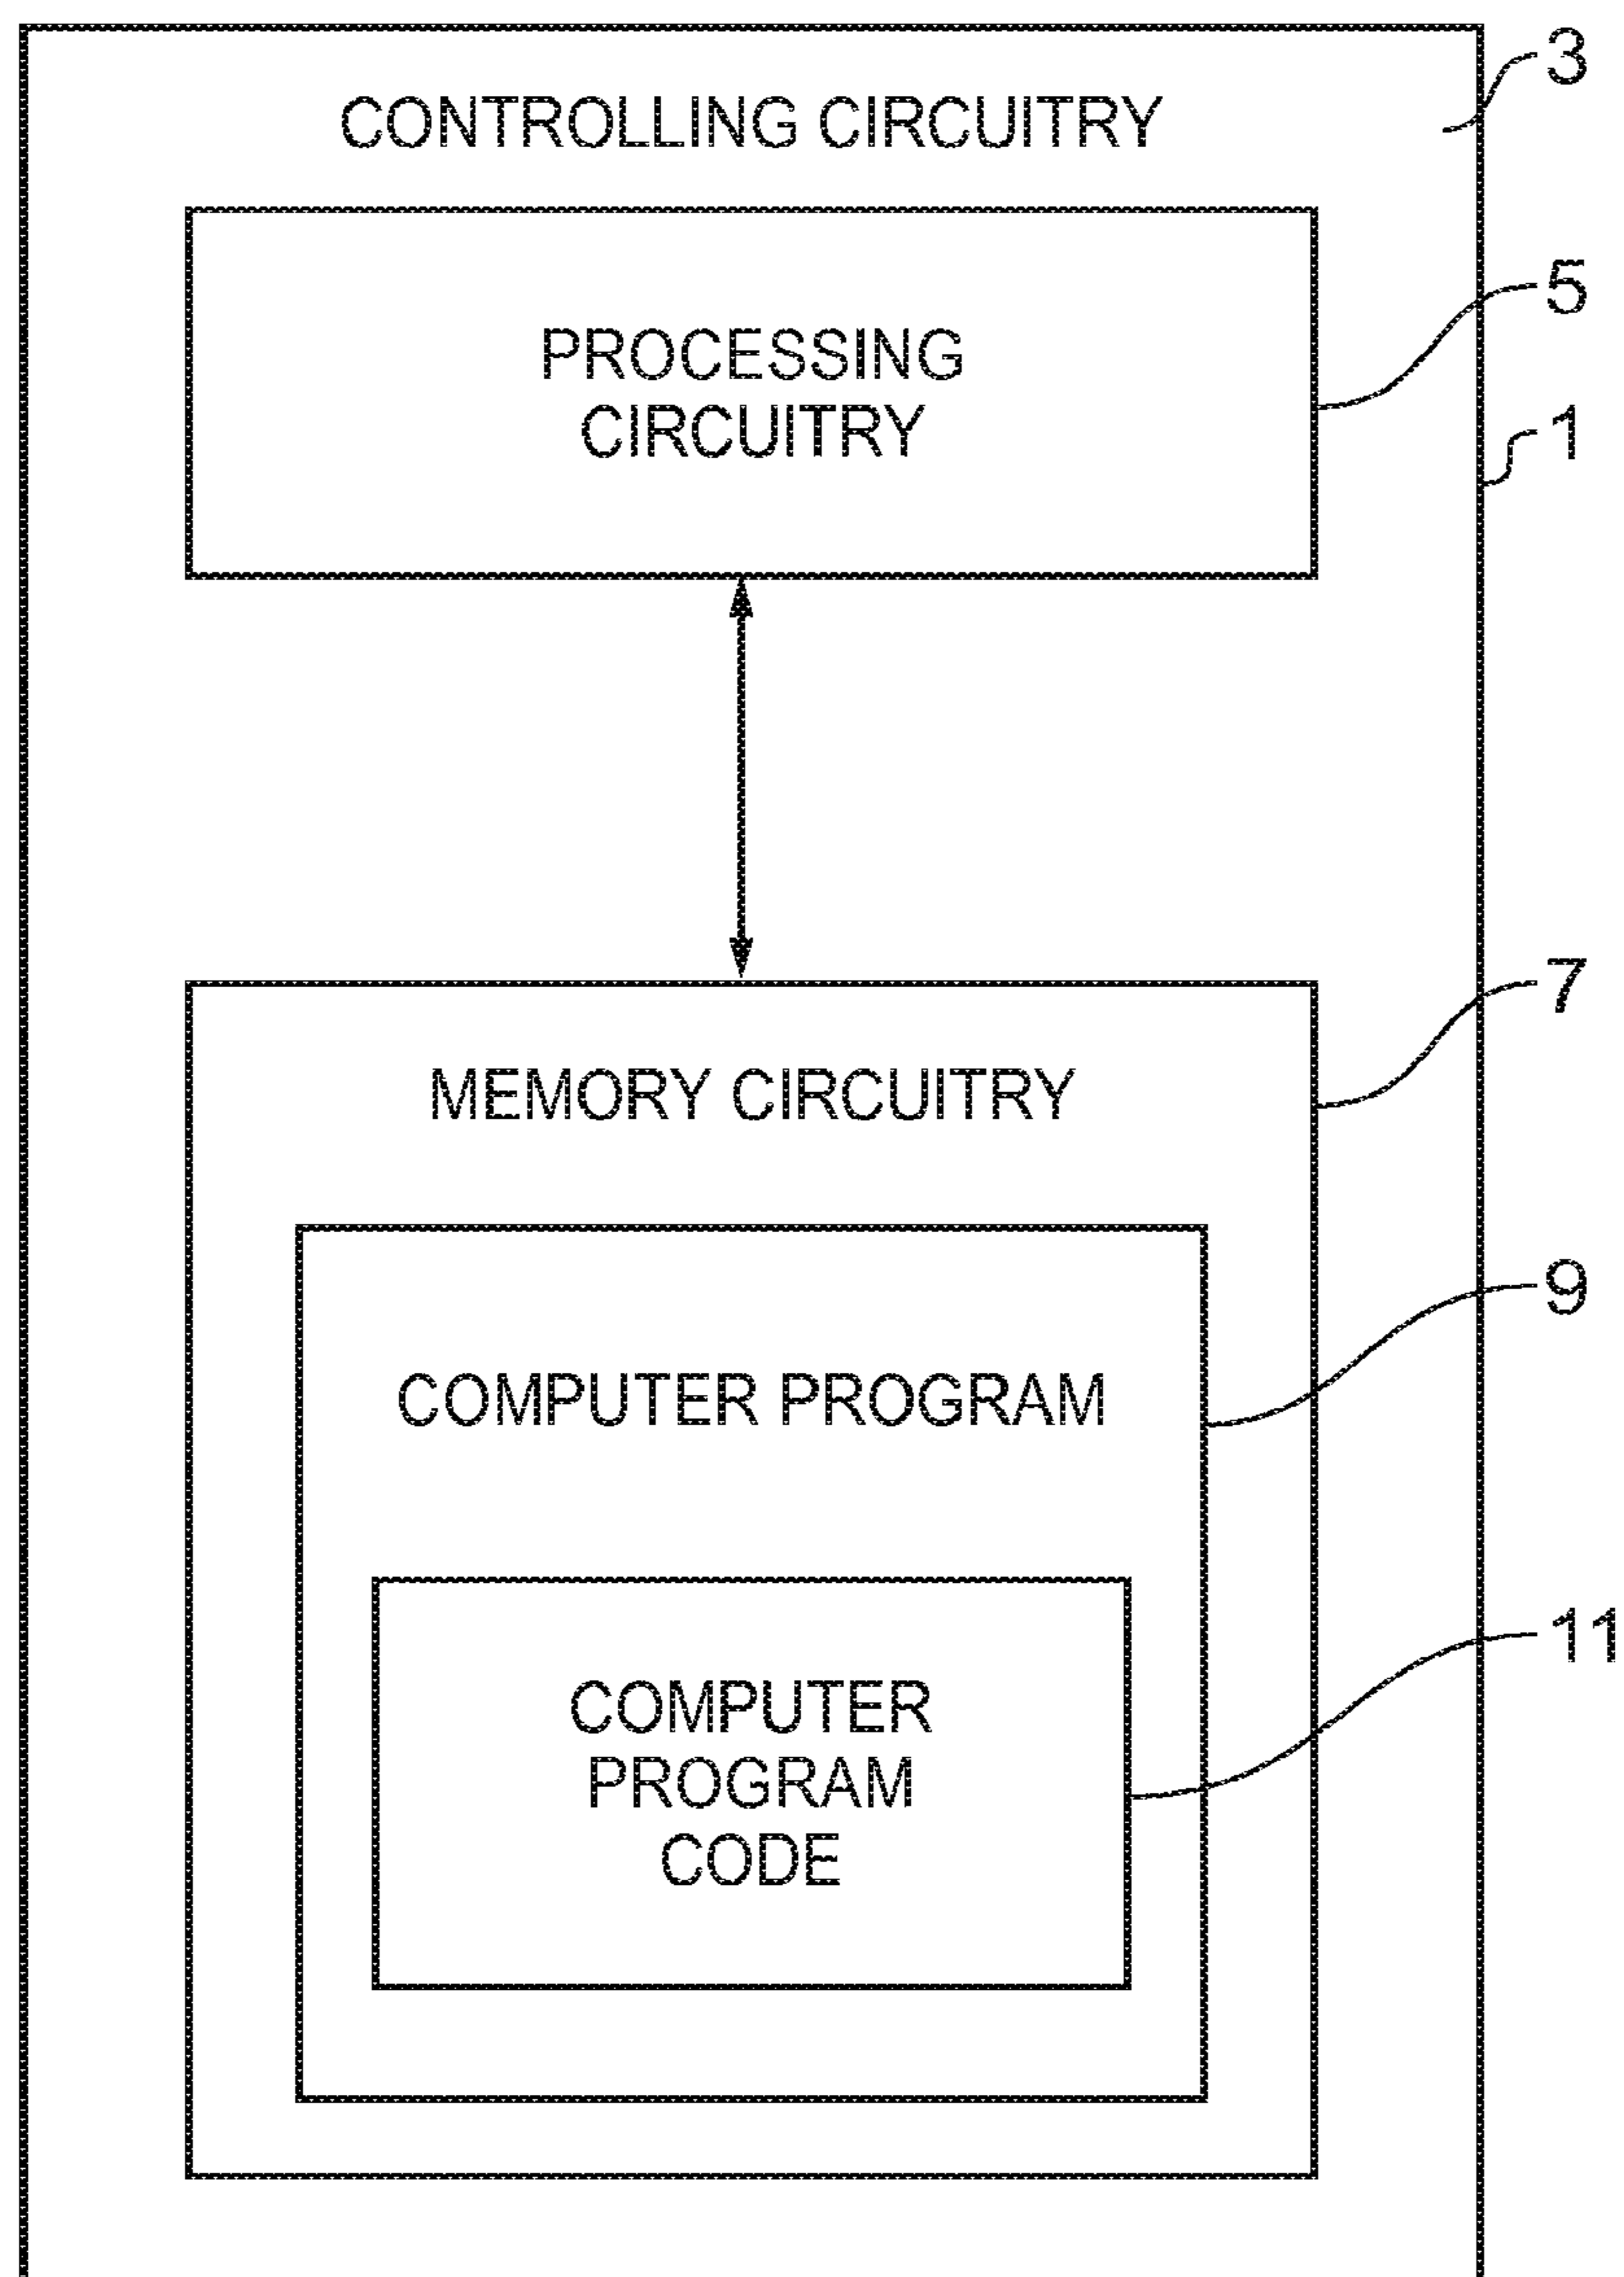 3
CONTROLLING CIRCUITRY
5
PROCESSING
CIRCUITRY
1
7
MEMORY CIRCUITRY
9
COMPUTER PROGRAM
11
COMPUTER
PROGRAM
CODE